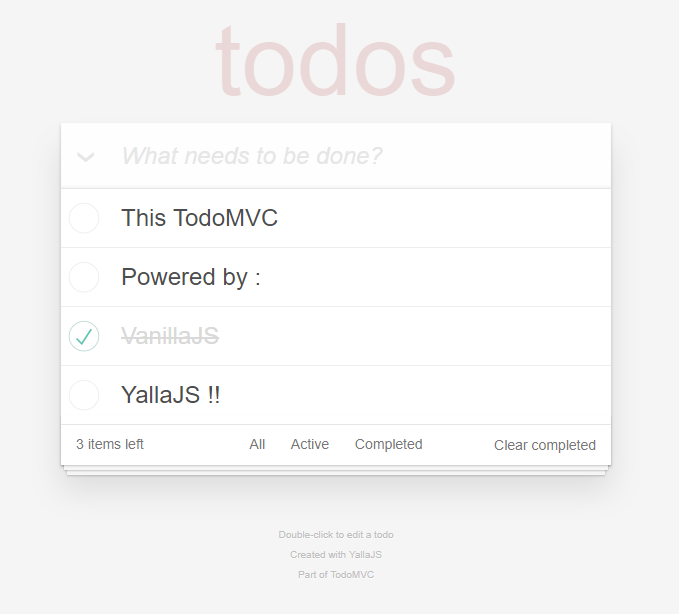 todos
What needs to be done?
This TodoMVC
Powered by :
VanillaJS
YallaJS !!
3 items left All Active Completed Clear completed
Double-click to edit a todo
Created with YallaJS
Part of TodoMVC